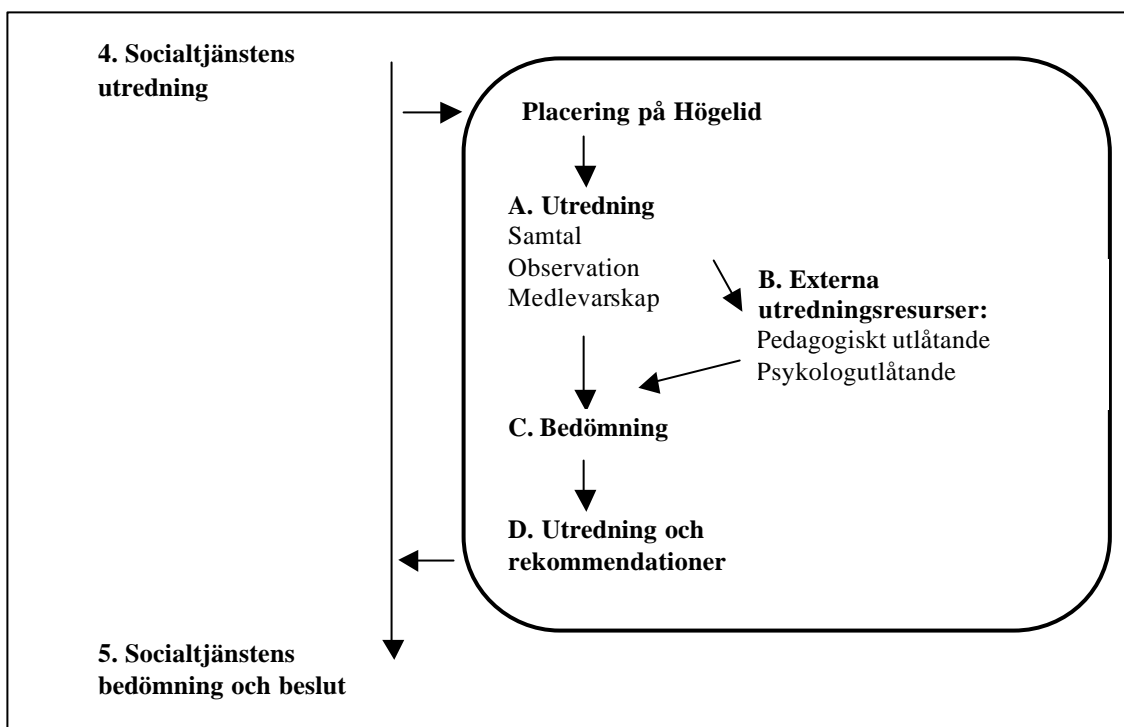 4. Socialtjänstens
utredning
Placering på Högelid
A. Utredning
Samtal
Observation
Medlevarskap
B. Externa
utredningsresurser:
Pedagogiskt utlåtande
Psykologutlåtande
C. Bedömning
D. Utredning och
rekommendationer
5. Socialtjänstens
bedömning och beslut